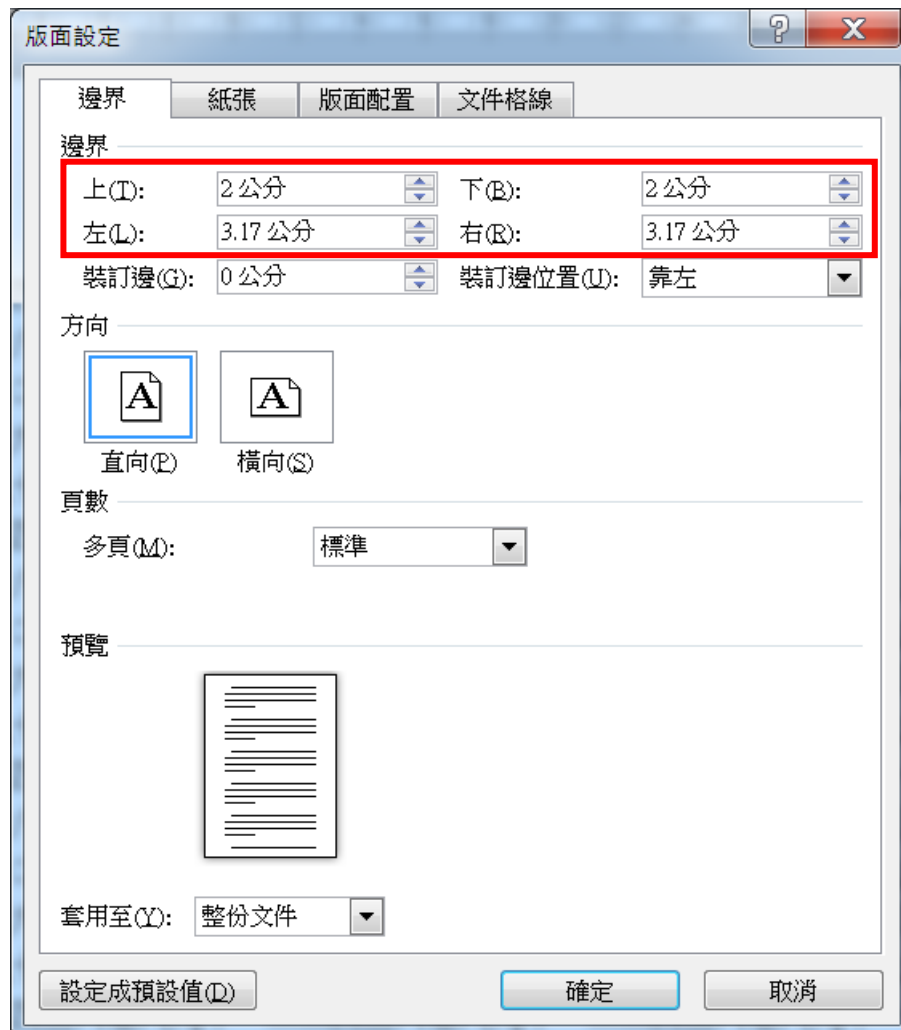 版面設定
邊界 紙張 版面配置 文件格線
邊界
上(T): 2 公分 下(B): 2 公分
左(L): 3.17 公分 右(R): 3.17 公分
裝訂邊(G): 0 公分 裝訂邊位置(U): 靠左
方向
A A
直向(P) 橫向(S)
頁數
多頁(M): 標準
預覽
套用至(Y): 整份文件
設定成預設值(D) 確定 取消